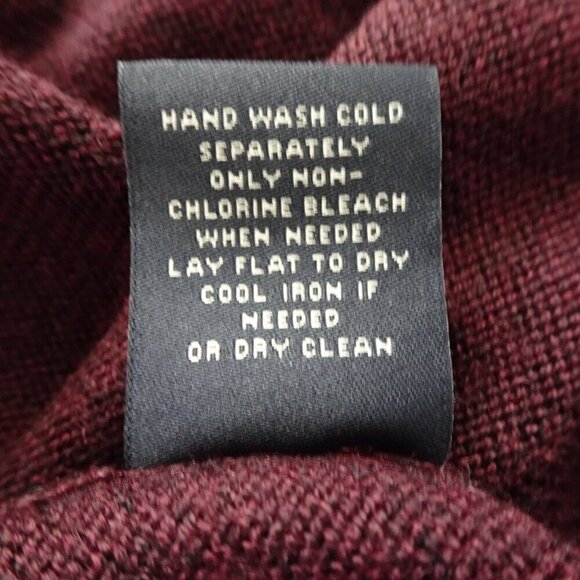 HAND WASH COLD
SEPARATELY
ONLY NON-
CHLORINE BLEACH
WHEN NEEDED
LAY FLAT TO DRY
COOL IRON IF
NEEDED
OR DRY CLEAN